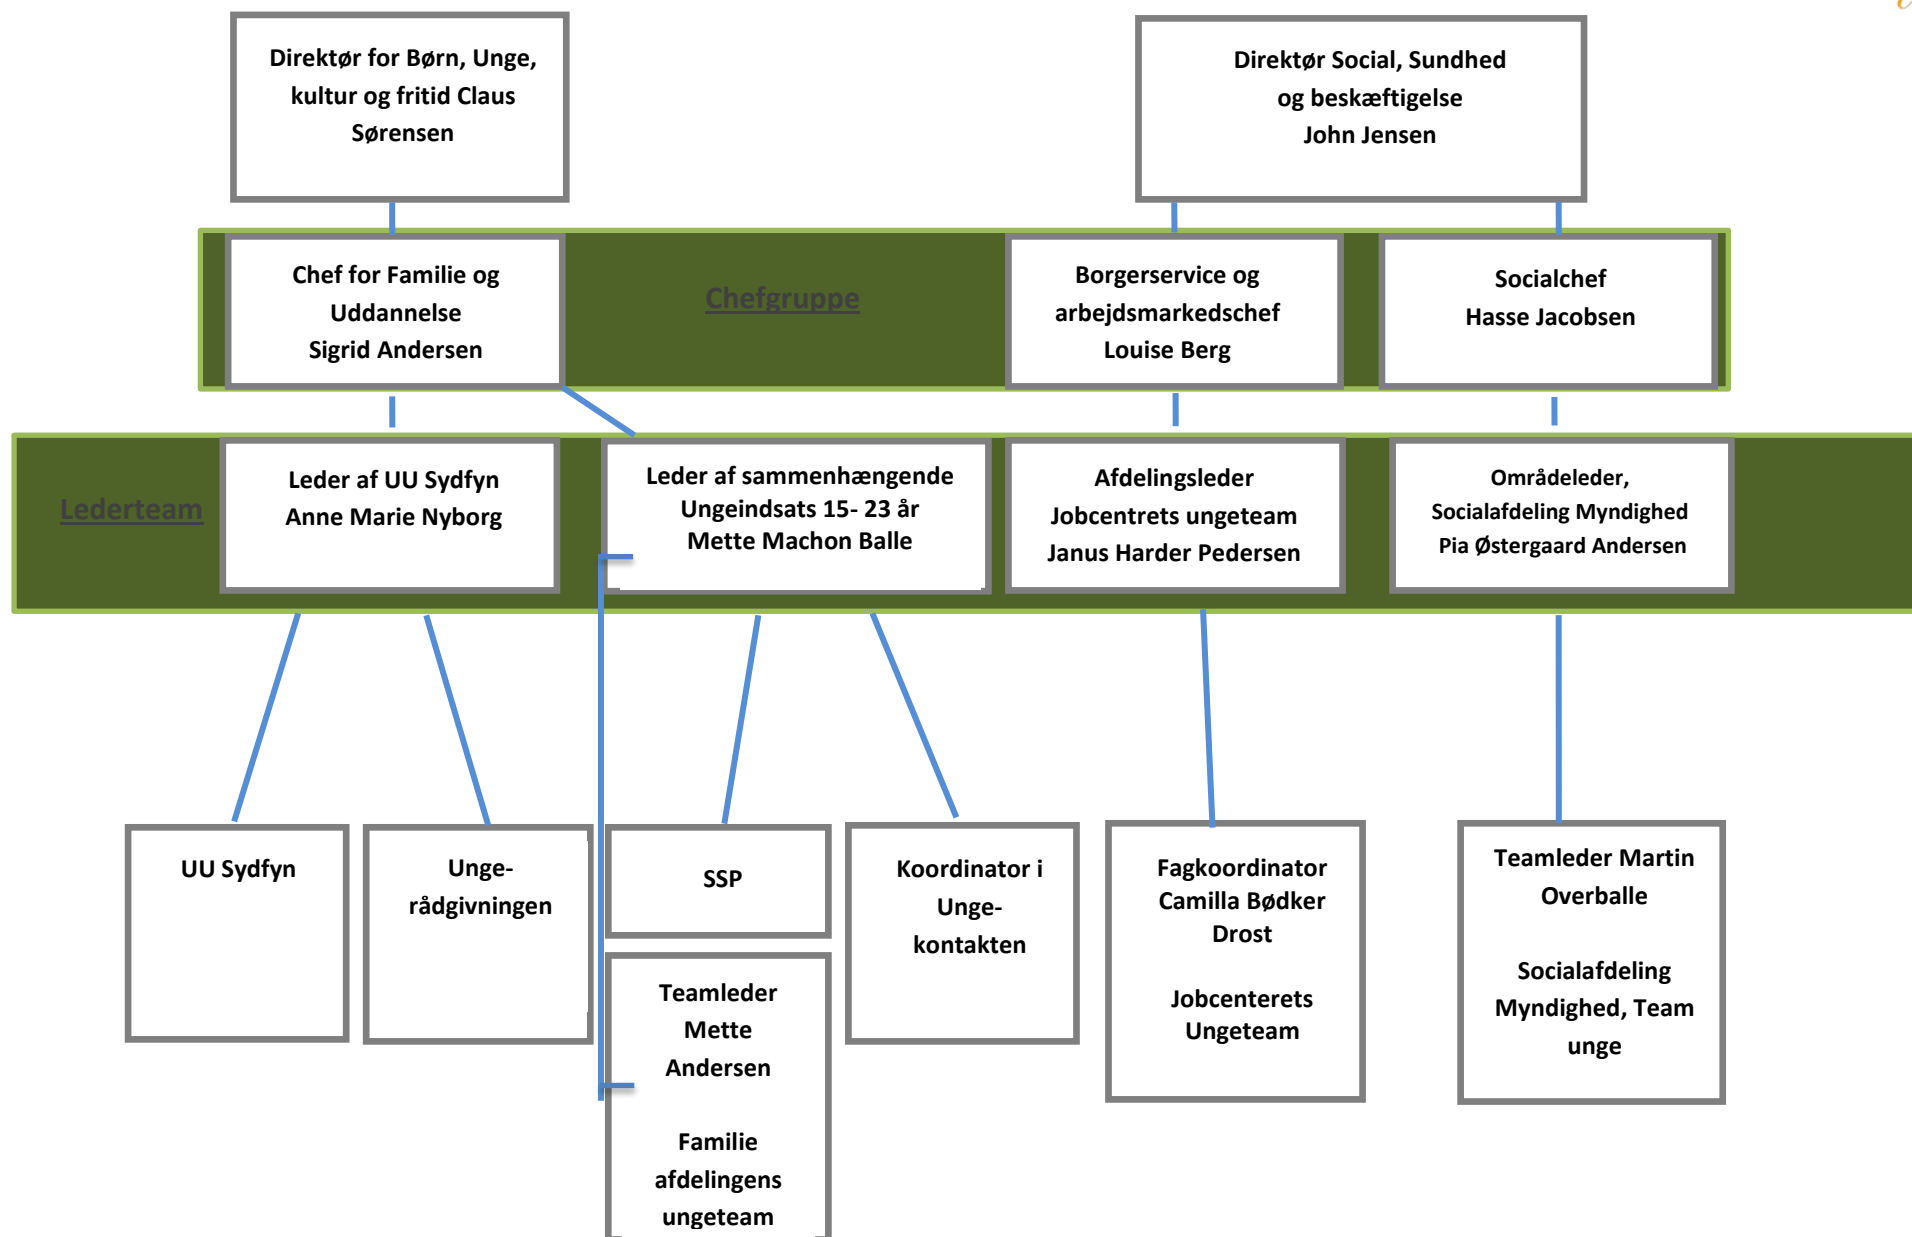 Direktør for Børn, Unge,
kultur og fritid Claus
Sørensen
Direktør Social, Sundhed
og beskæftigelse
John Jensen
Chef for Familie og
Uddannelse
Sigrid Andersen
Chefgruppe
Borgerservice og
arbejdsmarkedschef
Louise Berg
Socialchef
Hasse Jacobsen
Lederteam
Leder af UU Sydfyn
Anne Marie Nyborg
Leder af sammenhængende
Ungeindsats 15- 23 år
Mette Machon Balle
Afdelingsleder
Jobcentrets ungeteam
Janus Harder Pedersen
Områdeleder,
Socialafdeling Myndighed
Pia Østergaard Andersen
UU Sydfyn
Unge-
rådgivningen
SSP
Koordinator i
Unge-
kontakten
Fagkoordinator
Camilla Bødker
Drost
Jobcenterets
Ungeteam
Teamleder Martin
Overballe
Socialafdeling
Myndighed, Team
unge
Teamleder
Mette
Andersen
Familie
afdelingens
ungeteam